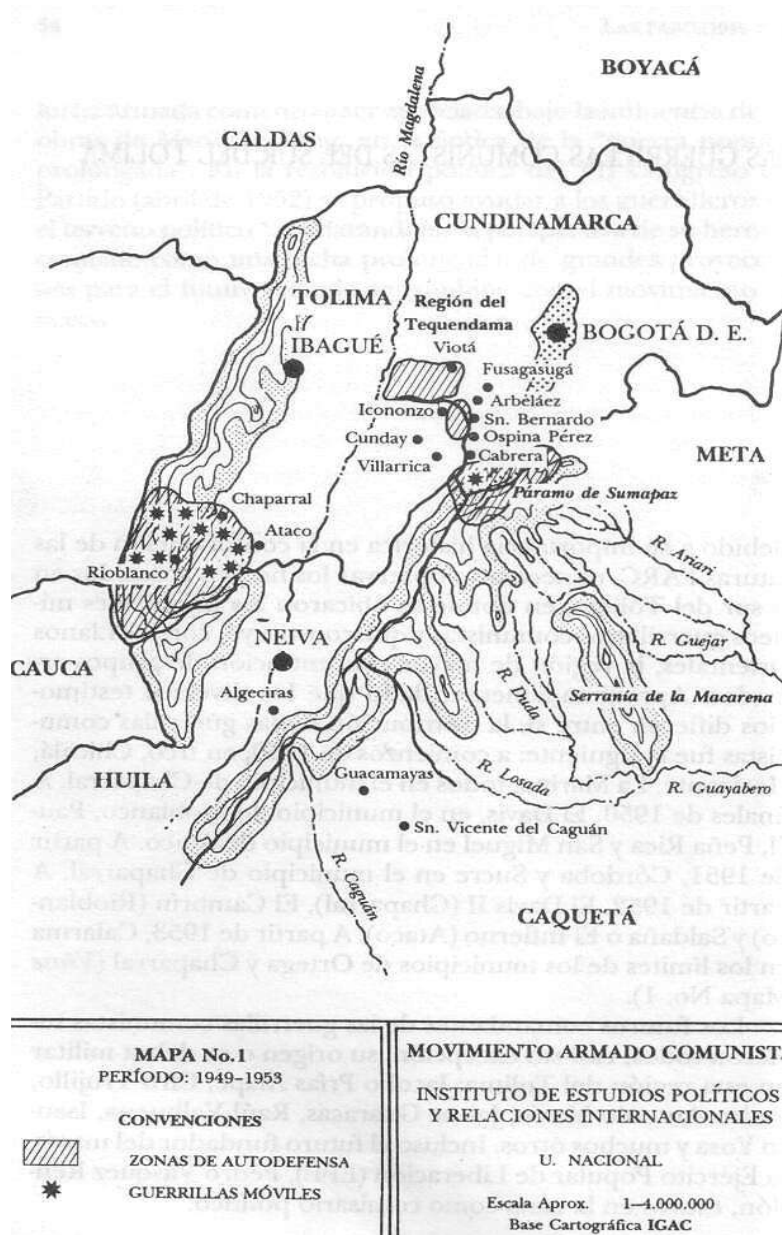 BOYACÁ
CALDAS
Río Magdalena
CUNDINAMARCA
TOLIMA
Región del
Tequendama
BOGOTÁ D. E.
IBAGUÉ
Viotá
Fusagasugá
Arbeláez
Icononzo
Sn. Bernardo
Cunday
Ospina Pérez
Villarrica
Cabrera
META
Páramo de Sumapaz
Chaparral
Ataco
Rioblanco
R. Ariari
R. Guejar
NEIVA
CAUCA
Algeciras
R. Duda
Serranía de la Macarena
HUILA
Guacamayas
R. Losada
R. Guayabero
Sn. Vicente del Caguán
R. Caguán
CAQUETÁ
MAPA No.1
PERÍODO: 1949-1953
CONVENCIONES
ZONAS DE AUTODEFENSA
GUERRILLAS MÓVILES
MOVIMIENTO ARMADO COMUNIST
INSTITUTO DE ESTUDIOS POLÍTICOS
Y RELACIONES INTERNACIONALES
U. NACIONAL
Escala Aprox. 1-4.000.000
Base Cartográfica IGAC